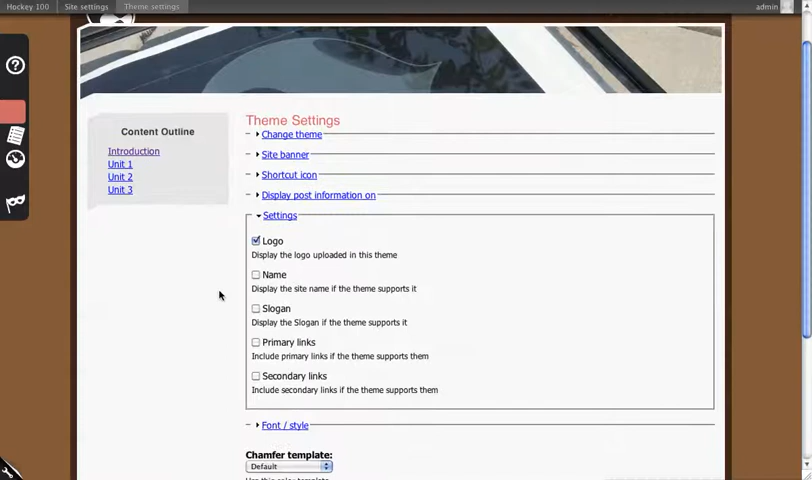 Hockey 100 Site settings Theme settings admin
Content Outline
Introduction
Unit 1
Unit 2
Unit 3
Theme Settings
Change theme
Site banner
Shortcut icon
Display post information on
Settings
Logo
Display the logo uploaded in this theme
Name
Display the site name if the theme supports it
Slogan
Display the Slogan if the theme supports it
Primary links
Include primary links if the theme supports them
Secondary links
Include secondary links if the theme supports them
Font / style
Chamfer template:
Default
Use this color template